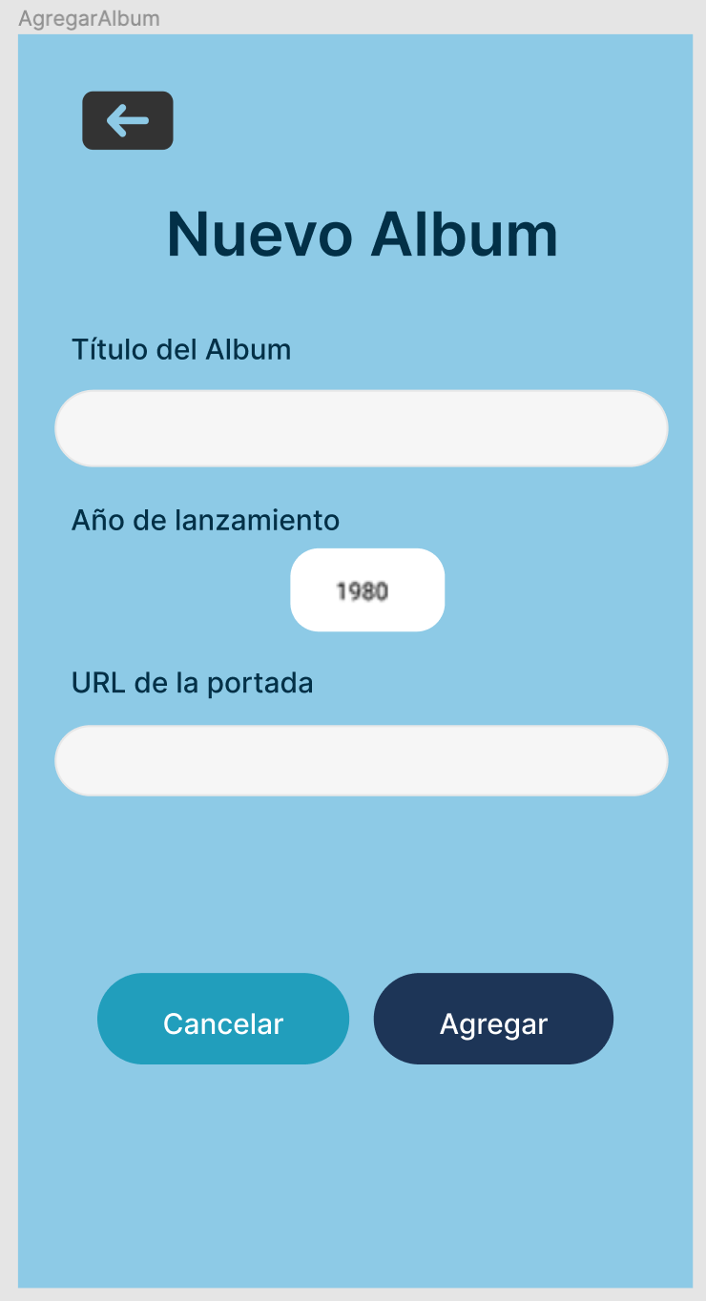 AgregarAlbum
Nuevo Album
Título del Album
Año de lanzamiento
1980
URL de la portada
Cancelar
Agregar